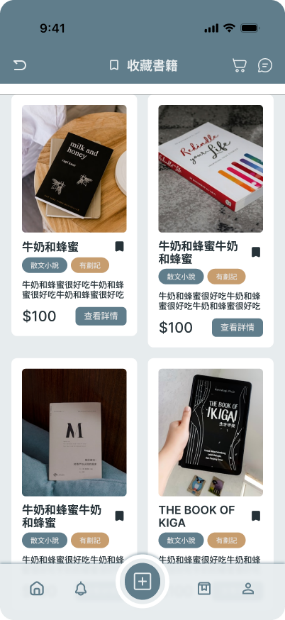 9:41
收藏書籍
milk and
honey
Rekindle
your Life
牛奶和蜂蜜
散文小說
有劃記
牛奶和蜂蜜很好吃牛奶和蜂
蜜很好吃牛奶和蜂蜜很好吃
$100
查看詳情
牛奶和蜂蜜牛奶
和蜂蜜
散文小說
有劃記
牛奶和蜂蜜很好吃牛奶和蜂
蜜很好吃牛奶和蜂蜜很好吃
$100
查看詳情
THE BOOK OF
IKIGAI
牛奶和蜂蜜牛奶
和蜂蜜
散文小說
有劃記
牛奶和蜂蜜很好吃牛奶和蜂
THE BOOK OF
KIGA
散文小說
有劃記
牛奶和蜂蜜很好吃牛奶和蜂